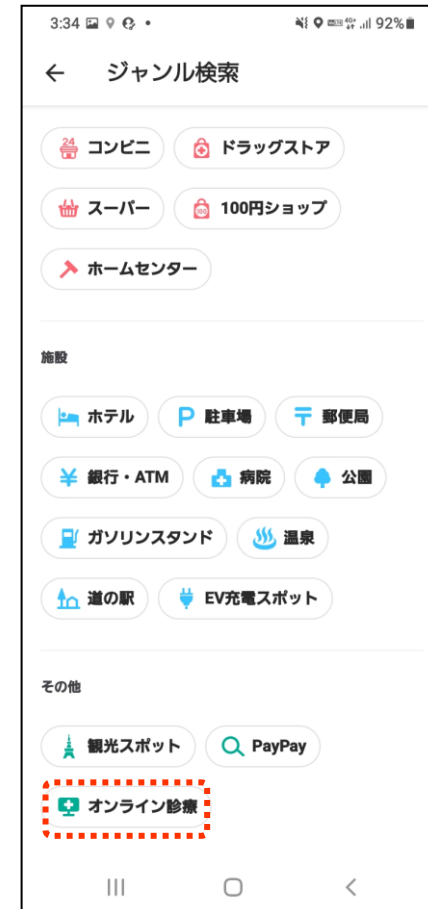 3:34 92%
ジャンル検索
コンビニ ドラッグストア
スーパー 100円ショップ
ホームセンター
施設
ホテル 駐車場 郵便局
銀行・ATM 病院 公園
ガソリンスタンド 温泉
道の駅 EV充電スポット
その他
観光スポット PayPay
オンライン診療